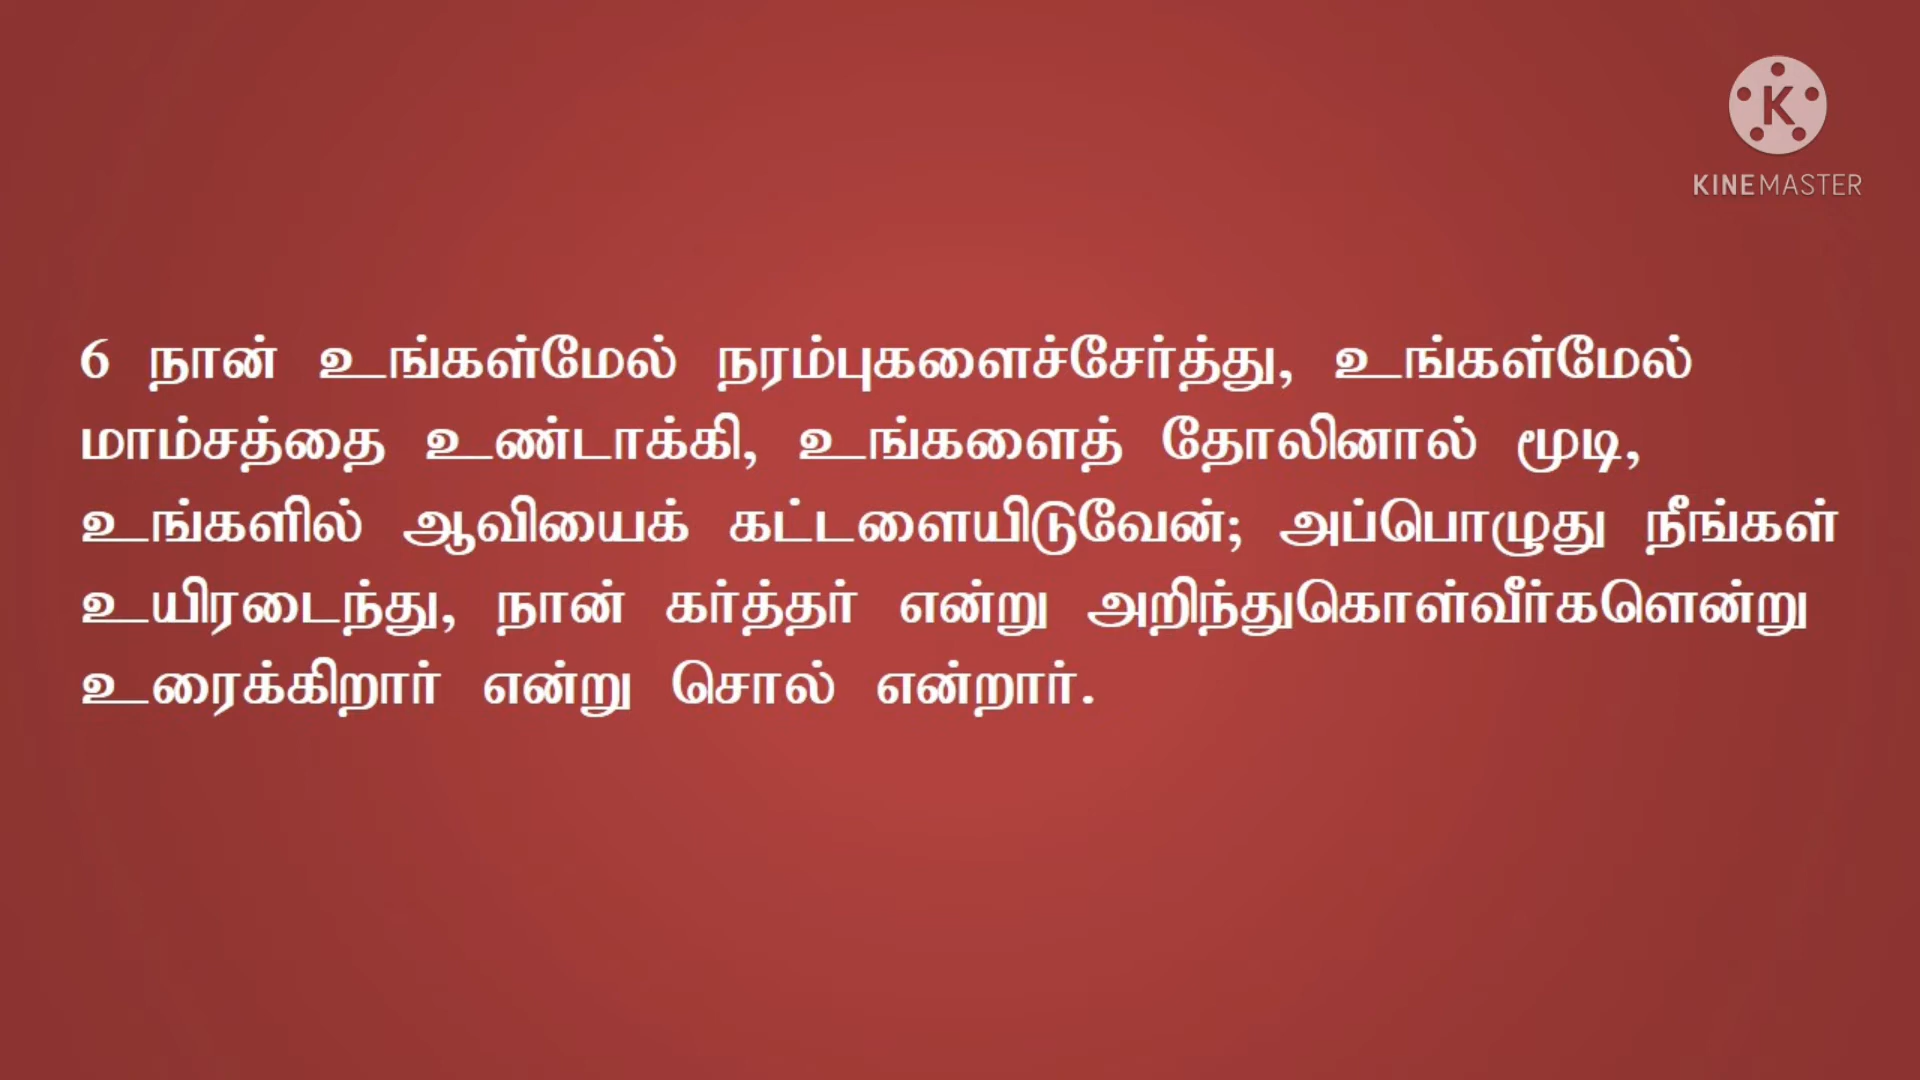 KINEMASTER
6 நான் உங்கள்மேல் நரம்புகளைச்சேர்த்து, உங்கள்மேல்
மாம்சத்தை உண்டாக்கி, உங்களைத் தோலினால் மூடி,
உங்களில் ஆவியைக் கட்டளையிடுவேன்; அப்பொழுது நீங்கள்
உயிரடைந்து, நான் கர்த்தர் என்று அறிந்துகொள்வீர்களென்று
உரைக்கிறார் என்று சொல் என்றார்.